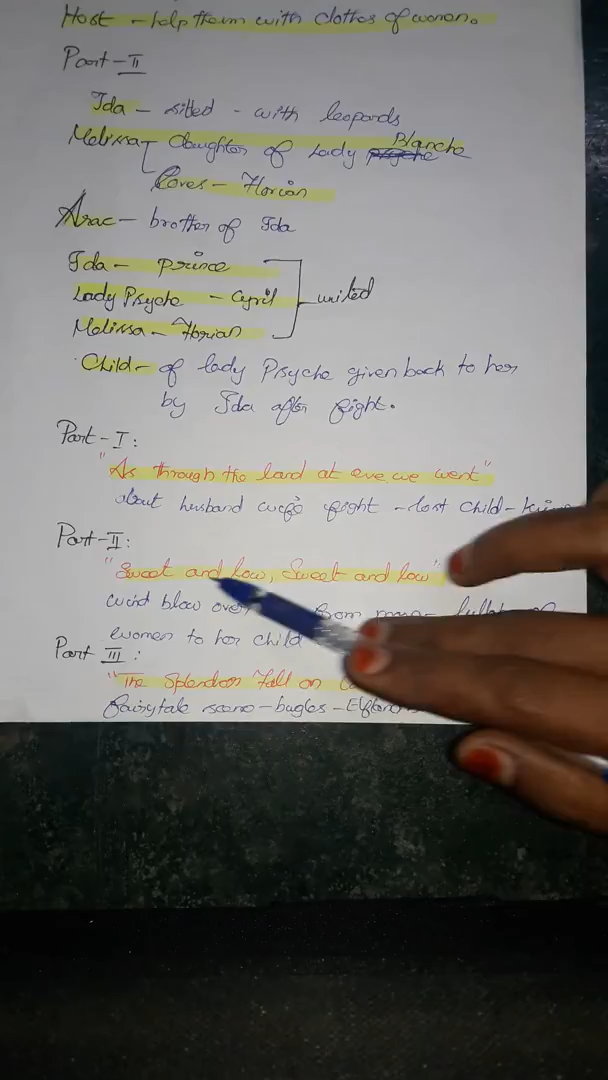 Host - help them with clothes of women.
Part-II
Ida - sitted - with leopards
Melissa - daughter of Lady Blanche
Loves - Florian
Arac - brother of Ida
Ida - prince
Lady Psyche - Cyril united
Melissa - Florian
Child - of lady Psyche given back to her
by Ida after fight.
Part-I:
"As through the land at eve we went"
about husband wife fight - lost child -
Part-II:
"Sweet and low, Sweet and low"
wind blow over from
women to her child
Part III:
"The Splendor Fall on
fairytale scene - bugles -